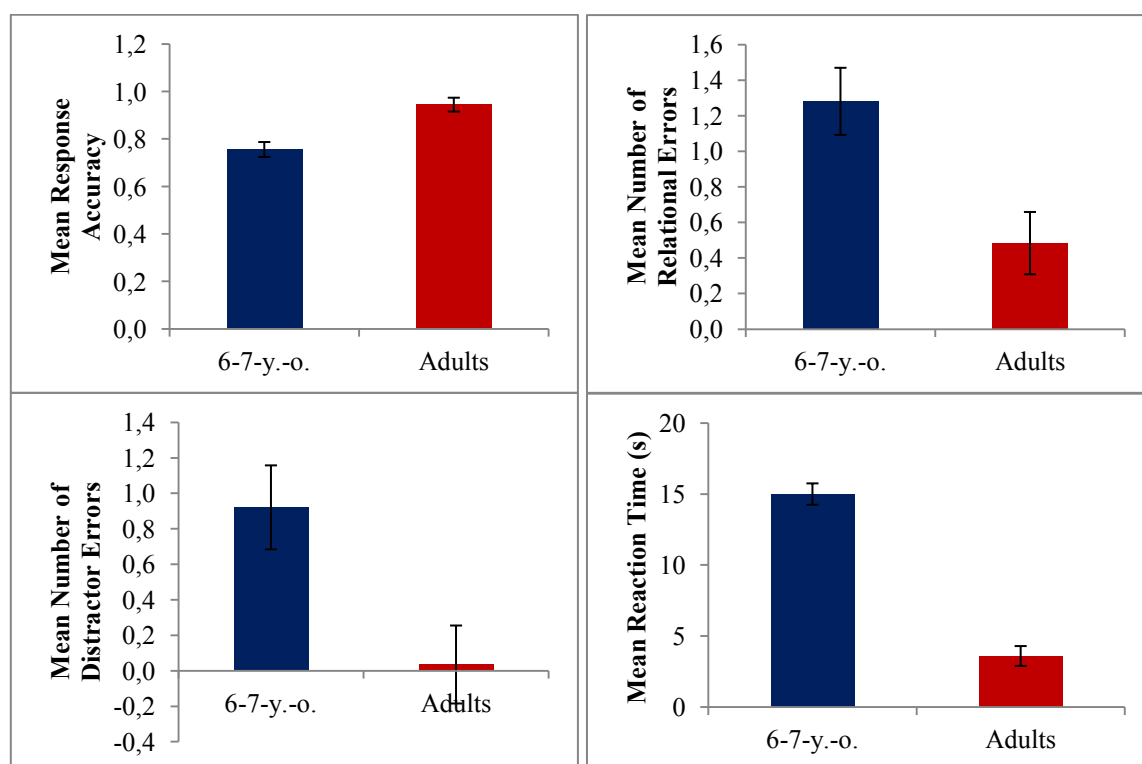 Mean Response
Accuracy
1,2
1,0
0,8
0,6
0,4
0,2
0,0
6-7-y.-o.
Adults
Mean Number of
Relational Errors
1,6
1,4
1,2
1,0
0,8
0,6
0,4
0,2
0,0
6-7-y.-o.
Adults
Mean Number of
Distractor Errors
1,4
1,2
1,0
0,8
0,6
0,4
0,2
0,0
-0,2
-0,4
6-7-y.-o.
Adults
Mean Reaction Time (s)
20
15
10
5
0
6-7-y.-o.
Adults